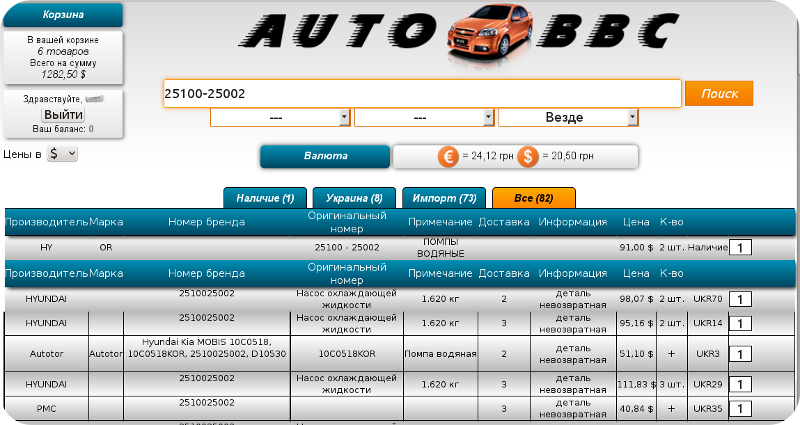 Корзина
В вашей корзине
6 товаров
Всего на сумму
1282,50 $
Здравствуйте,
Выйти
Ваш баланс: 0
Цены в $
AUTO BBC
25100-25002 Поиск
--- --- Везде
Валюта € = 24,12 грн $ = 20,50 грн
Наличие (1) Украина (8) Импорт (73) Все (82)
Производитель Марка Номер бренда Оригинальный номер Примечание Доставка Информация Цена К-во
HY OR 25100 - 25002 ПОМПЫ ВОДЯНЫЕ 91,00 $ 2 шт. Наличие 1
Производитель Марка Номер бренда Оригинальный номер Примечание Доставка Информация Цена К-во
HYUNDAI 2510025002 Насос охлаждающей жидкости 1.620 кг 2 деталь невозвратная 98,07 $ 2 шт. UKR70 1
HYUNDAI 2510025002 Насос охлаждающей жидкости 1.620 кг 3 деталь невозвратная 95,16 $ 2 шт. UKR14 1
Autotor Autotor Hyundai Kia MOBIS 10C0518, 10C0518KOR, 2510025002, D10530 10C0518KOR Помпа водяная 2 деталь невозвратная 51,10 $ + UKR3 1
HYUNDAI 2510025002 Насос охлаждающей жидкости 1.620 кг 3 деталь невозвратная 111,83 $ 3 шт. UKR29 1
PMC 2510025002 3 деталь невозвратная 40,84 $ + UKR35 1